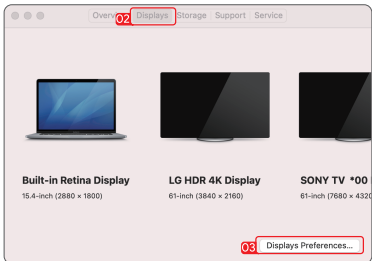 Overv 02 Displays Storage Support Service
Built-in Retina Display
15.4-inch (2880 × 1800)
LG HDR 4K Display
61-inch (3840 × 2160)
SONY TV *00
61-inch (7680 × 4320
03 Displays Preferences...